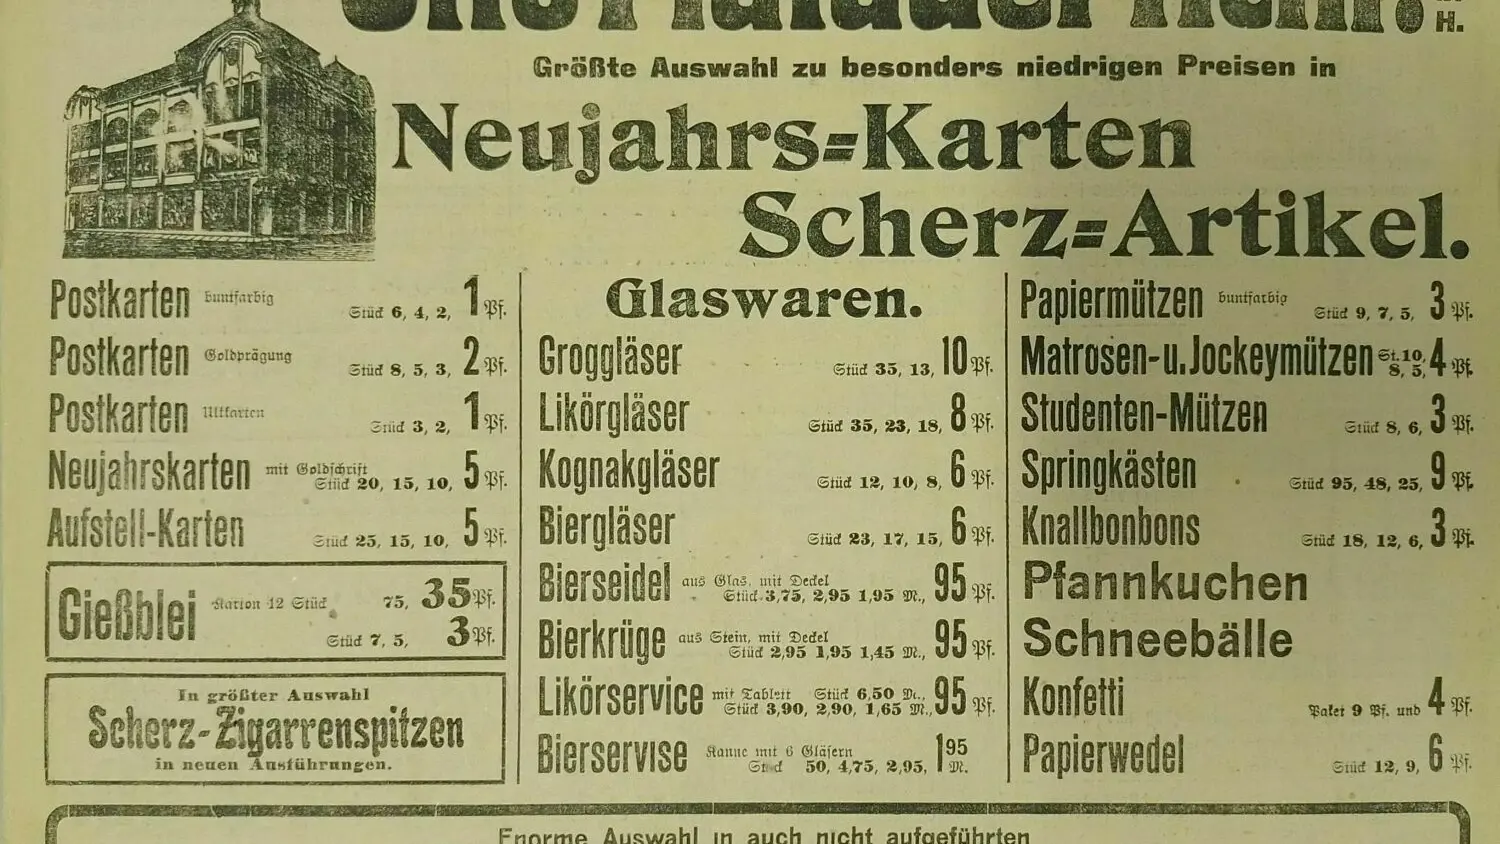 H.
Größte Auswahl zu besonders niedrigen Preisen in
Neujahrs=Karten
Scherz=Artikel.
Postkarten buntfarbig Stück 6, 4, 2, 1 Pf.
Postkarten Goldprägung Stück 8, 5, 3, 2 Pf.
Postkarten Ulkkarten Stück 3, 2, 1 Pf.
Neujahrskarten mit Goldschrift Stück 20, 15, 10, 5 Pf.
Aufstell-Karten Stück 25, 15, 10, 5 Pf.
Gießblei Karton 12 Stück 75, 35 Pf.
Stück 7, 5, 3 Pf.
In größter Auswahl
Scherz-Zigarrenspitzen
in neuen Ausführungen.
Glaswaren.
Groggläser Stück 35, 13, 10 Pf.
Likörgläser Stück 35, 23, 18, 8 Pf.
Kognakgläser Stück 12, 10, 8, 6 Pf.
Biergläser Stück 23, 17, 15, 6 Pf.
Bierseidel aus Glas, mit Deckel
Stück 3,75, 2,95 1,95 M., 95 Pf.
Bierkrüge aus Stein, mit Deckel
Stück 2,95 1,95 1,45 M., 95 Pf.
Likörservice mit Tablett Stück 6,50 M.,
Stück 3,90, 2,90, 1,65 M., 95 Pf.
Bierservise Kanne mit 6 Gläsern
Stück 50, 4,75, 2,95, 1 95 M.
Papiermützen buntfarbig Stück 9, 7, 5, 3 Pf.
Matrosen- u. Jockeymützen St. 10, 8, 5, 4 Pf.
Studenten-Mützen Stück 8, 6, 3 Pf.
Springkästen Stück 95, 48, 25, 9 Pf.
Knallbonbons Stück 18, 12, 6, 3 Pf.
Pfannkuchen
Schneebälle
Konfetti Paket 9 Pf. und 4 Pf.
Papierwedel Stück 12, 9, 6 Pf.
Enorme Auswahl in auch nicht aufgeführten